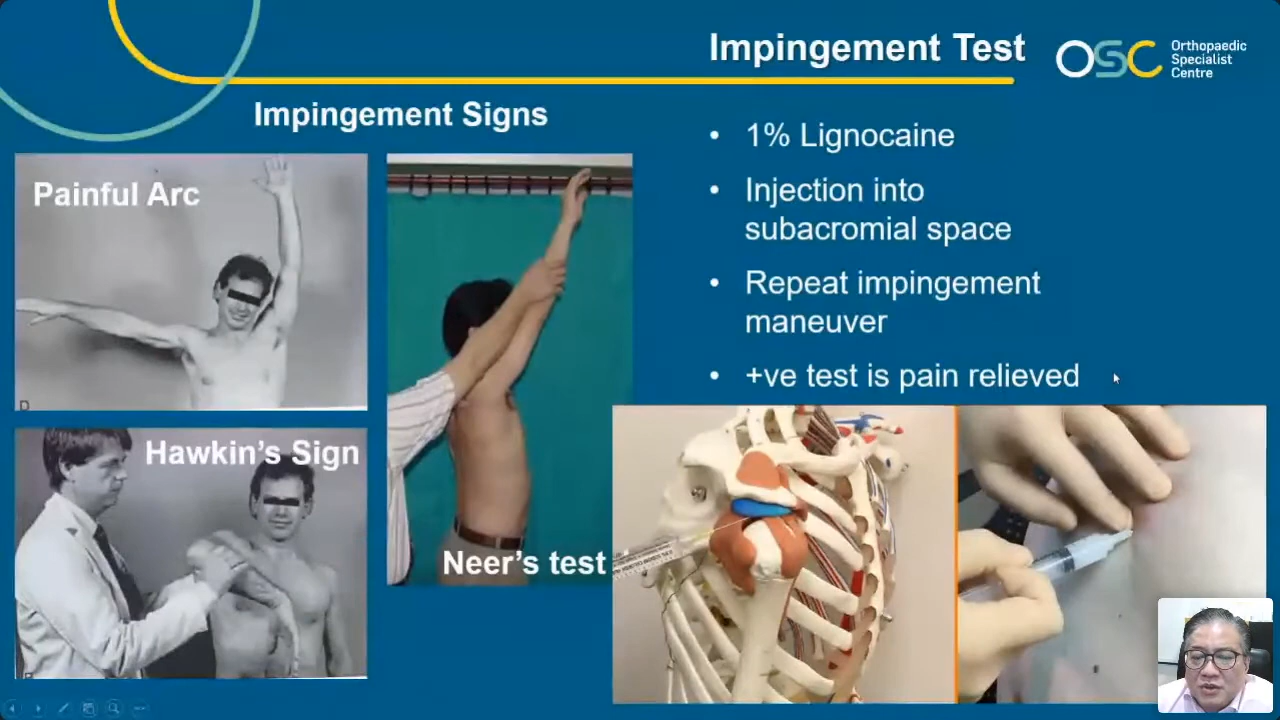 Impingement Test
OSC
Orthopaedic
Specialist
Centre
Impingement Signs
Painful Arc
D
Hawkin's Sign
Neer's test
• 1% Lignocaine
• Injection into
subacromial space
• Repeat impingement
maneuver
• +ve test is pain relieved